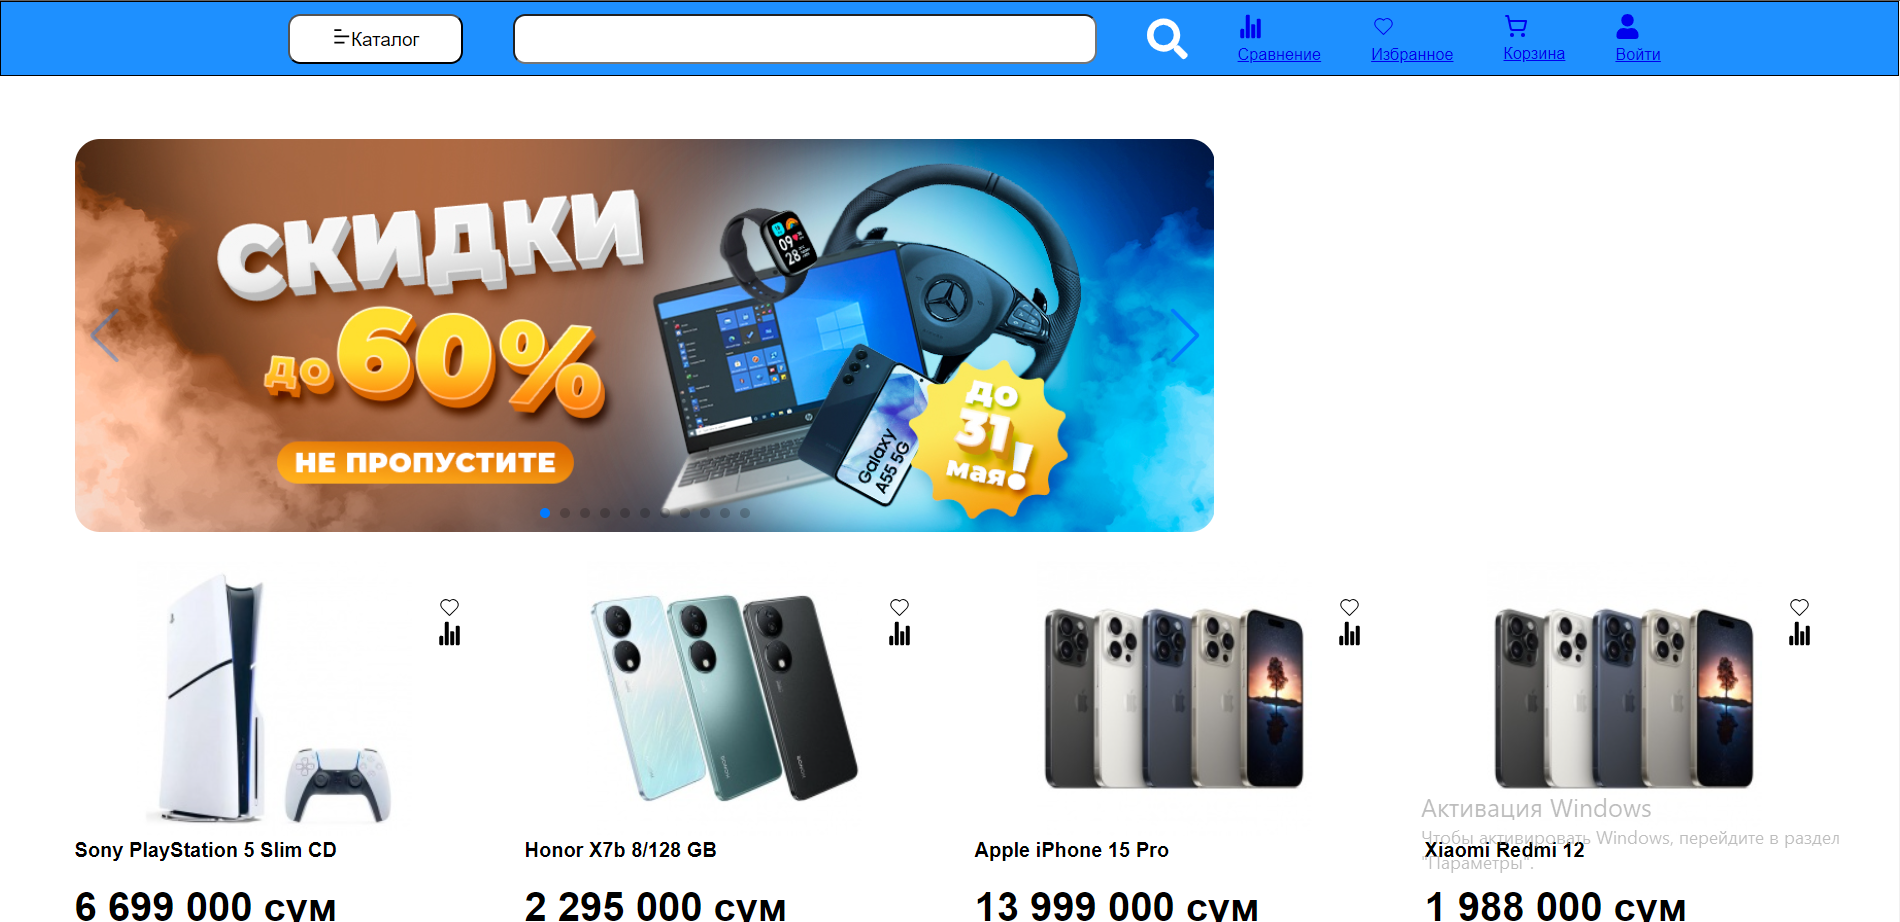 Каталог
Сравнение
Избранное
Корзина
Войти
СКИДКИ
до 60%
НЕ ПРОПУСТИТЕ
09
28
Galaxy
A55 5G
до
31
мая!
Sony PlayStation 5 Slim CD
Honor X7b 8/128 GB
Apple iPhone 15 Pro
Xiaomi Redmi 12
6 699 000 сум
2 295 000 сум
13 999 000 сум
1 988 000 сум
Активация Windows
Чтобы активировать Windows, перейдите в раздел
"Параметры".